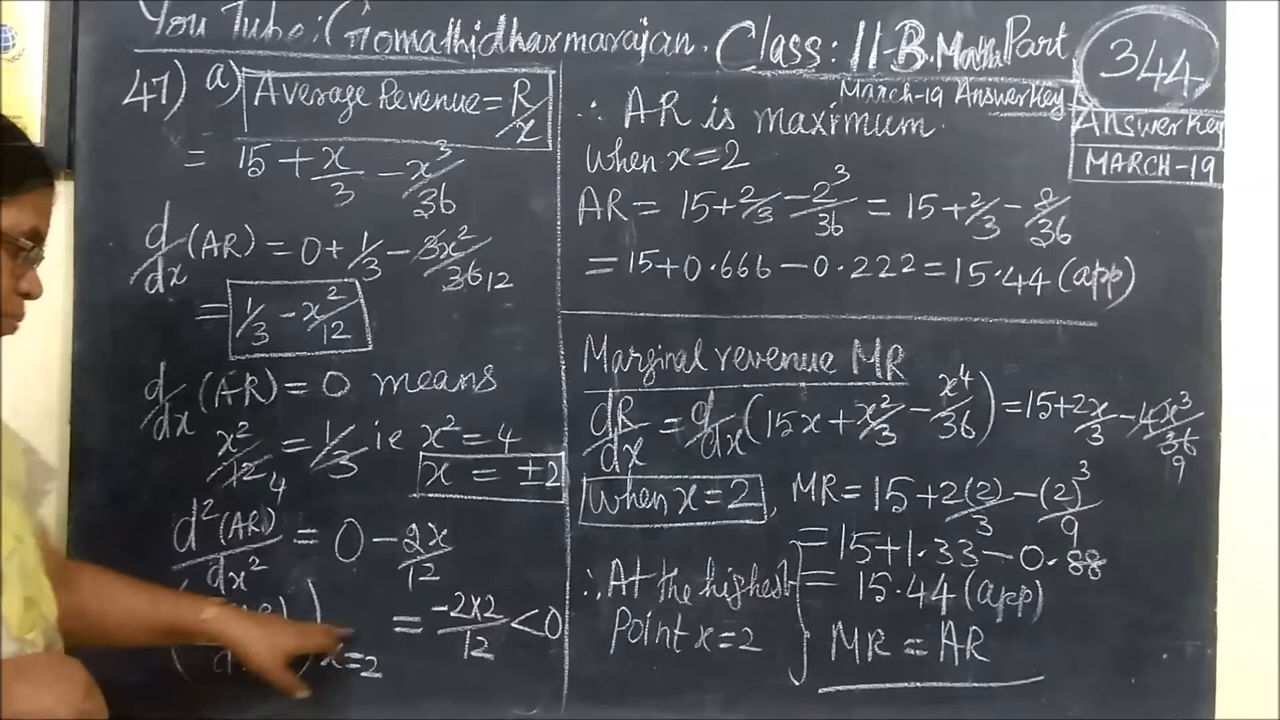 You Tube: Gomathidharmarajan. Class: 11-B.Maths Part 344
March-19 Answer Key
Answer Key
MARCH-19
47) a) Average Revenue = R/x
= 15 + x/3 - x³/36
d/dx (AR) = 0 + 1/3 - 3x²/36 12
= 1/3 - x²/12
d/dx (AR) = 0 means
x²/12 4 = 1/3 ie x² = 4
x = ±2
d²(AR)/dx² = 0 - 2x/12
x=2 = -2x2/12 < 0
∴ AR is maximum.
when x = 2
AR = 15 + 2/3 - 2³/36 = 15 + 2/3 - 8/36
= 15 + 0.666 - 0.222 = 15.44 (app)
Marginal revenue MR
dR/dx = d/dx (15x + x²/3 - x⁴/36) = 15 + 2x/3 - 4x³/36 9
when x = 2, MR = 15 + 2(2)/3 - (2)³/9
= 15 + 1.33 - 0.88
= 15.44 (app)
∴ At the highest
Point x = 2
MR = AR